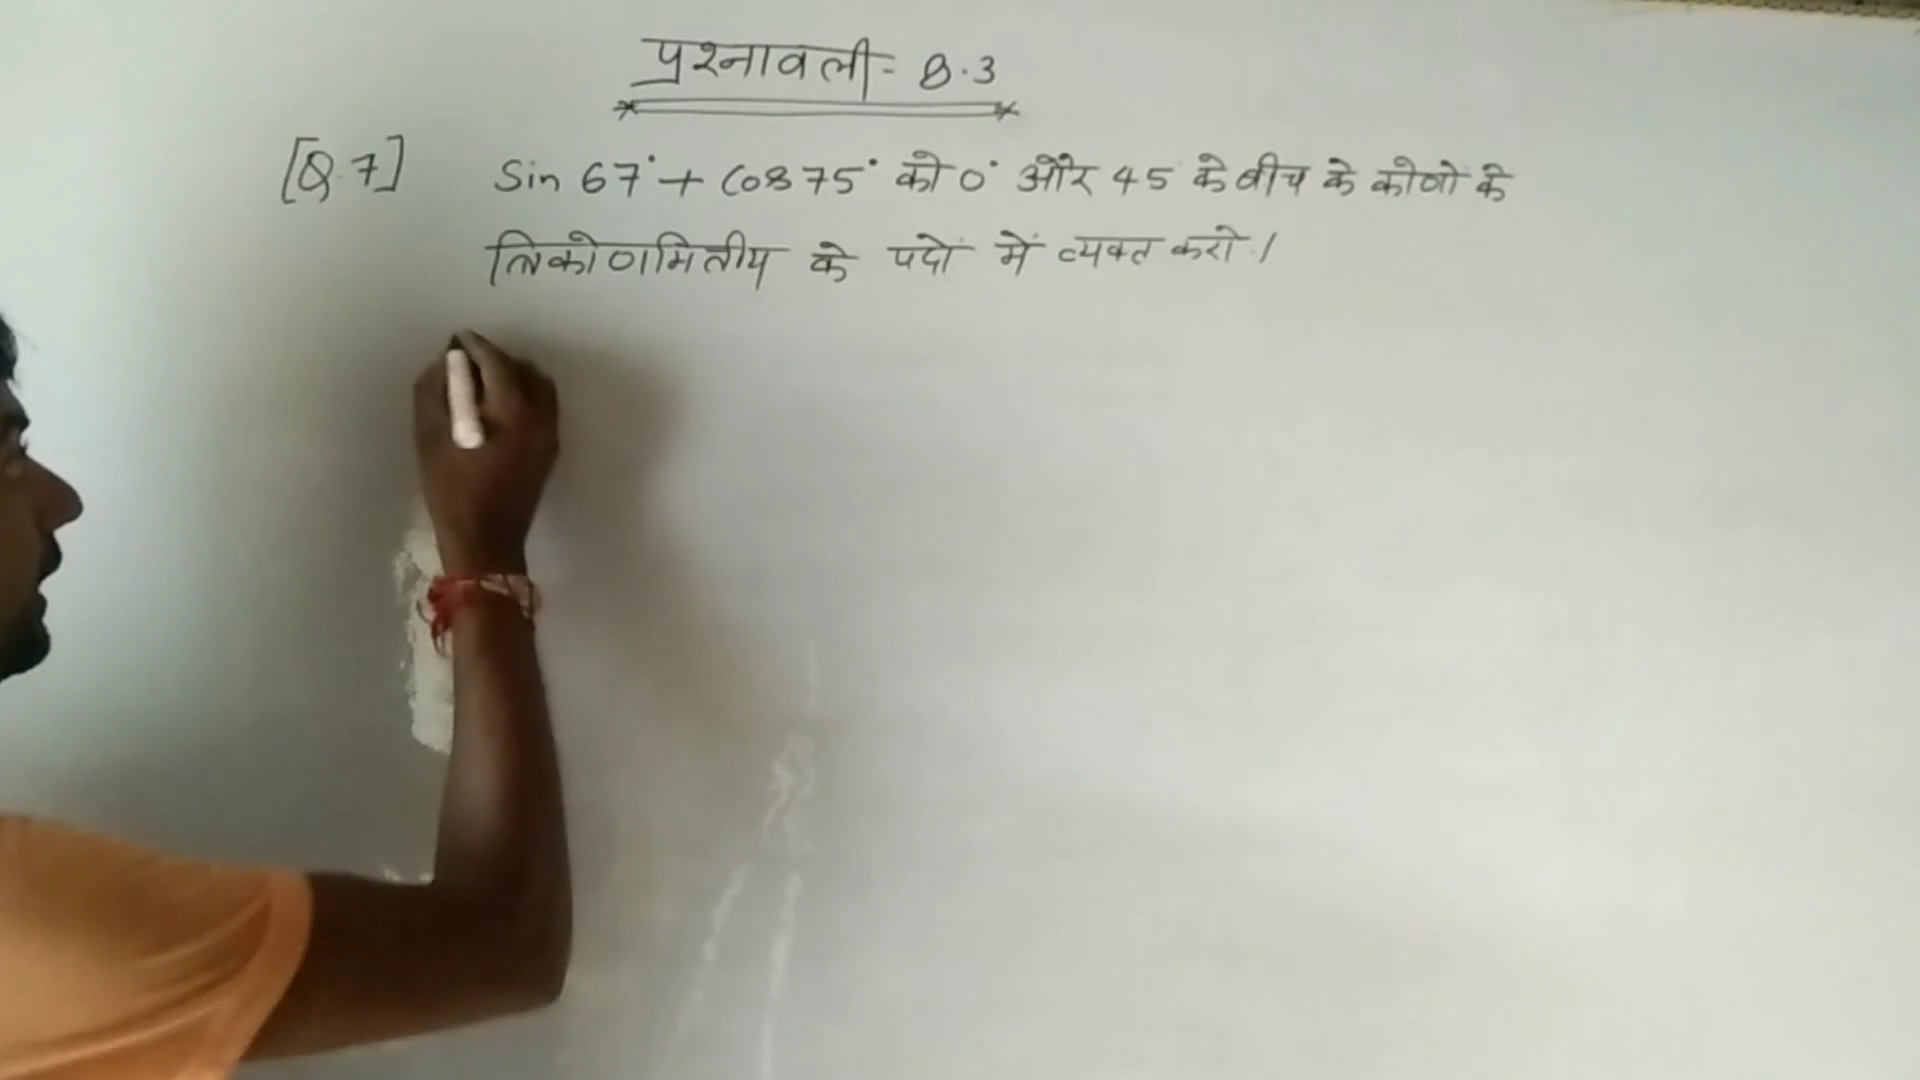 प्रश्नावली - 8.3
[Q.7] Sin 67° + Cos 75° को 0° और 45 के बीच के कोणों के
त्रिकोणमितीय के पदों में व्यक्त करो।